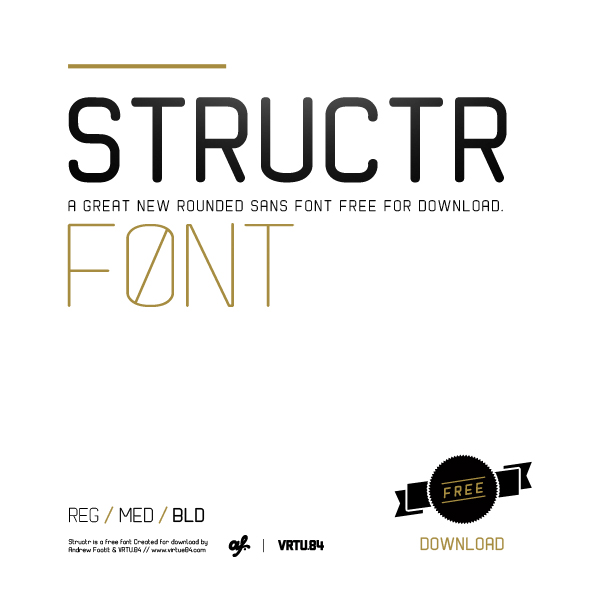 STRUCTR
A GREAT NEW ROUNDED SANS FONT FREE FOR DOWNLOAD.
FØNT
FREE
REG / MED / BLD
DOWNLOAD
Structr is a free font Created for download by
Andrew Footit & VRTU.84 // www.virtue84.com
af. | VRTU.84